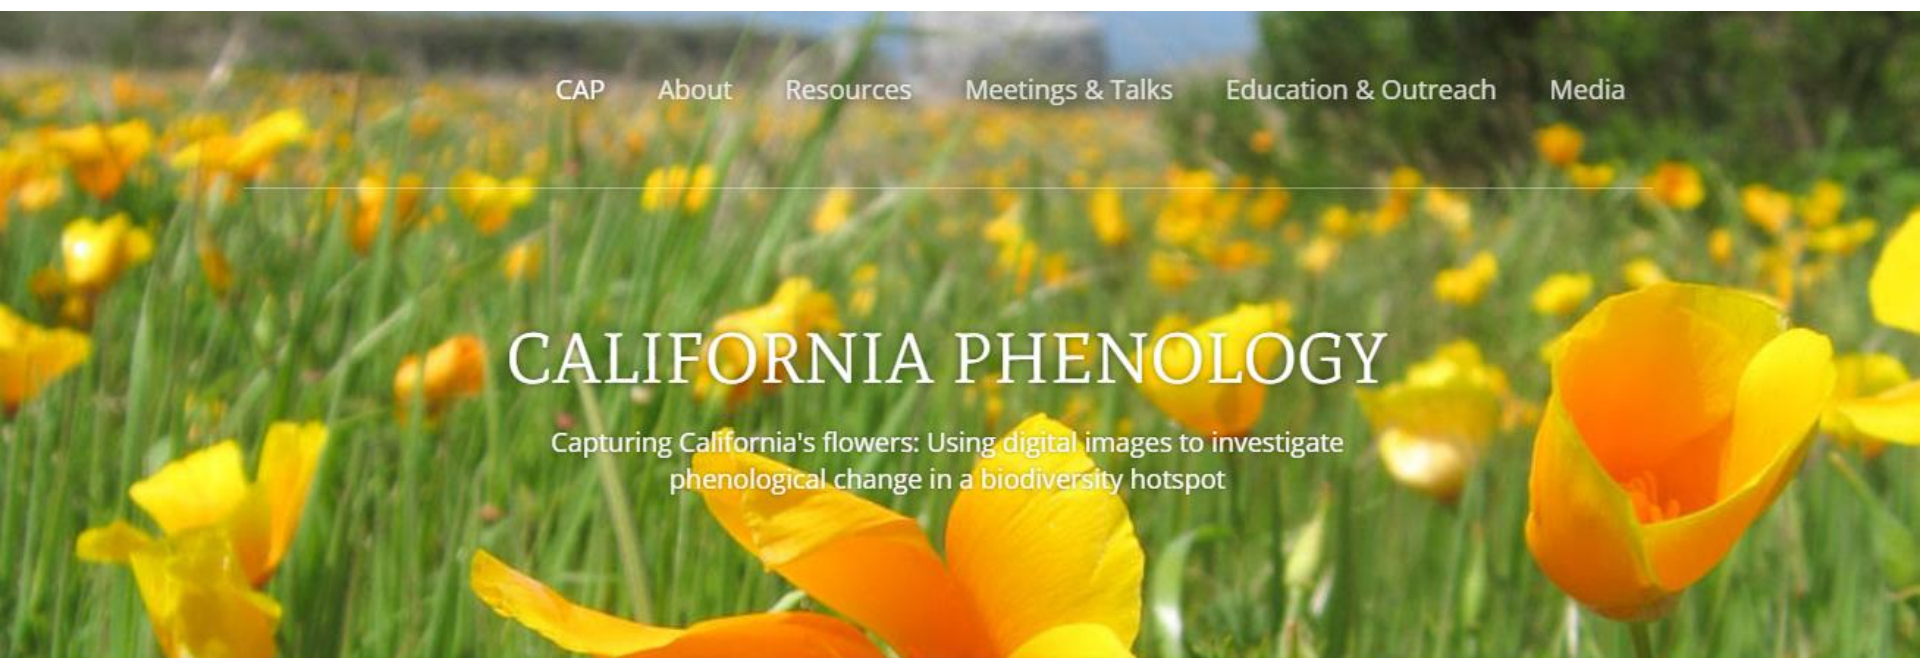 CAP About Resources Meetings & Talks Education & Outreach Media
CALIFORNIA PHENOLOGY
Capturing California's flowers: Using digital images to investigate
phenological change in a biodiversity hotspot